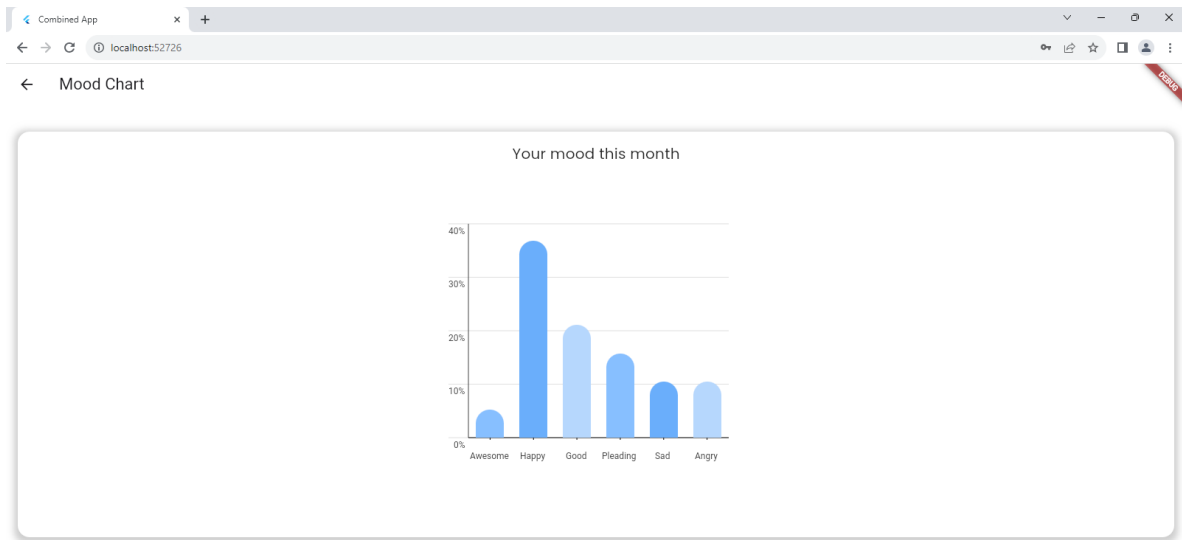 Combined App
localhost:52726
Mood Chart
DEBUG
Your mood this month
40%
30%
20%
10%
0%
Awesome Happy Good Pleading Sad Angry